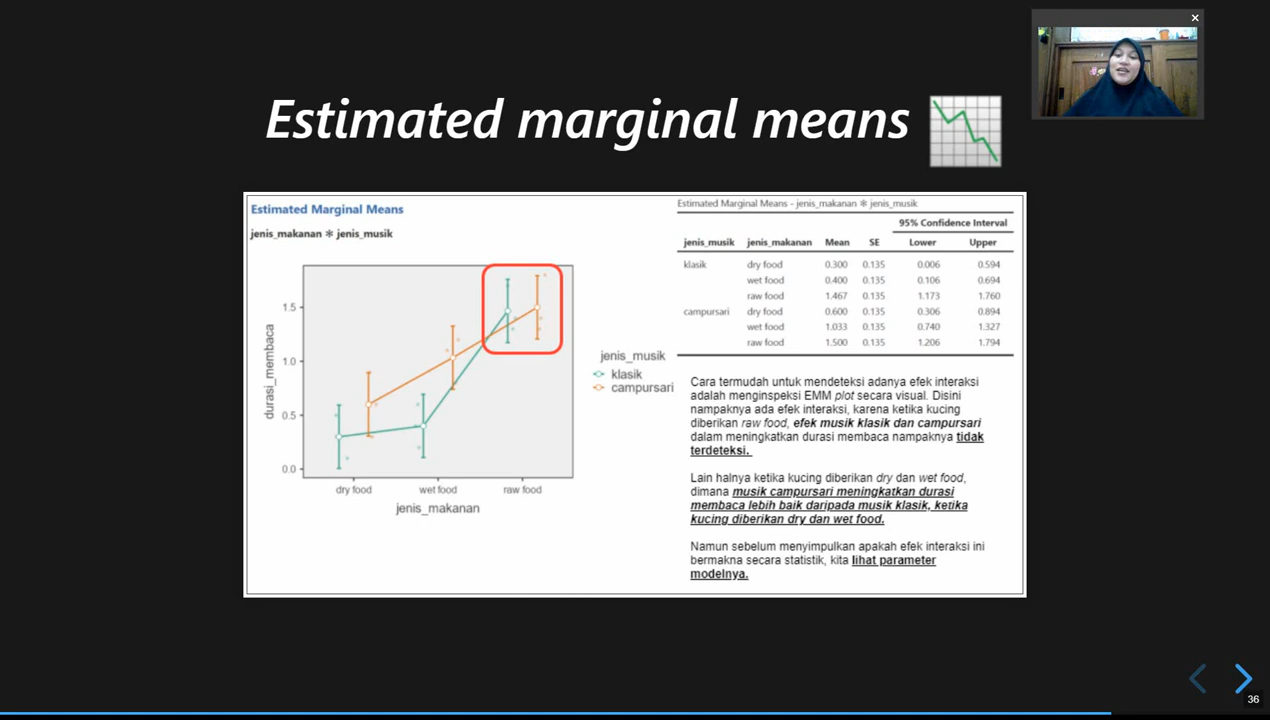 ×
Estimated marginal means
Estimated Marginal Means
jenis_makanan ✻ jenis_musik
durasi_membaca
1.5
1.0
0.5
0.0
dry food wet food raw food
jenis_makanan
jenis_musik
klasik
campursari
Estimated Marginal Means - jenis_makanan ✻ jenis_musik
95% Confidence Interval
jenis_musik jenis_makanan Mean SE Lower Upper
klasik dry food 0.300 0.135 0.006 0.594
wet food 0.400 0.135 0.106 0.694
raw food 1.467 0.135 1.173 1.760
campursari dry food 0.600 0.135 0.306 0.894
wet food 1.033 0.135 0.740 1.327
raw food 1.500 0.135 1.206 1.794
Cara termudah untuk mendeteksi adanya efek interaksi
adalah menginspeksi EMM plot secara visual. Disini
nampaknya ada efek interaksi, karena ketika kucing
diberikan raw food, efek musik klasik dan campursari
dalam meningkatkan durasi membaca nampaknya tidak
terdeteksi.
Lain halnya ketika kucing diberikan dry dan wet food,
dimana musik campursari meningkatkan durasi
membaca lebih baik daripada musik klasik, ketika
kucing diberikan dry dan wet food.
Namun sebelum menyimpulkan apakah efek interaksi ini
bermakna secara statistik, kita lihat parameter
modelnya.
36